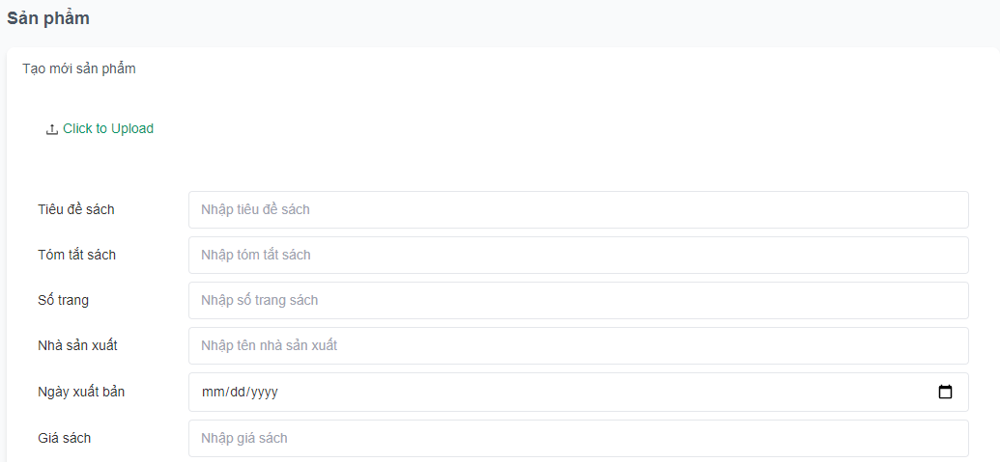 Sản phẩm
Tạo mới sản phẩm
Click to Upload
Tiêu đề sách Nhập tiêu đề sách
Tóm tắt sách Nhập tóm tắt sách
Số trang Nhập số trang sách
Nhà sản xuất Nhập tên nhà sản xuất
Ngày xuất bản mm/dd/yyyy
Giá sách Nhập giá sách